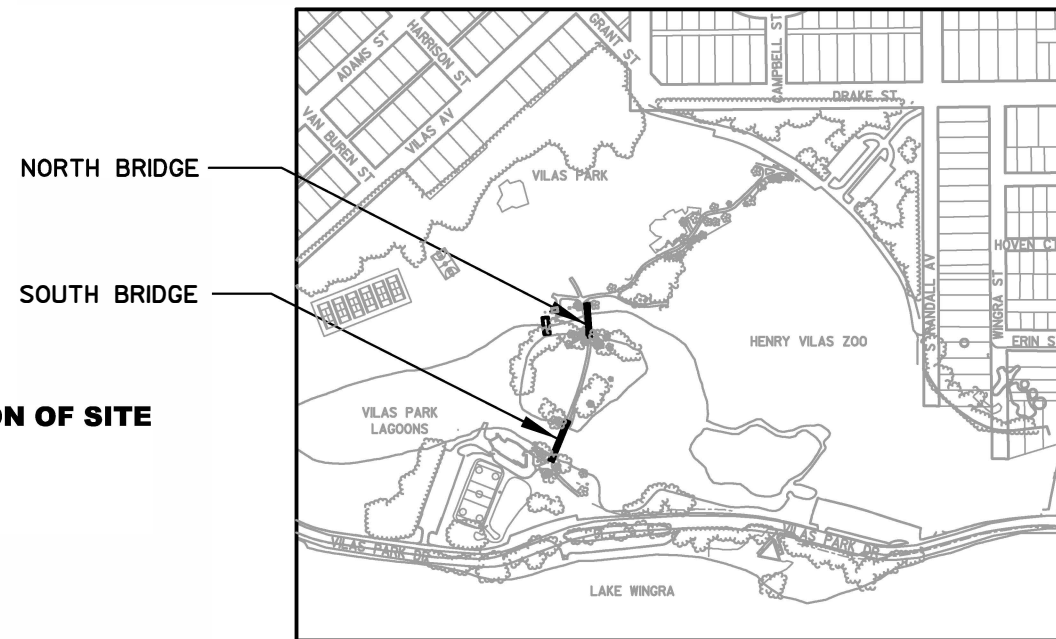 GRANT ST
CAMPBELL ST
ADAMS ST
HARRISON ST
DRAKE ST
VAN BUREN ST
VILAS AV
NORTH BRIDGE
VILAS PARK
HOVEN CT
S RANDALL AV
WINGRA ST
SOUTH BRIDGE
HENRY VILAS ZOO
ERIN S
ON OF SITE
VILAS PARK
LAGOONS
VILAS PARK DR
VILAS PARK DR
LAKE WINGRA